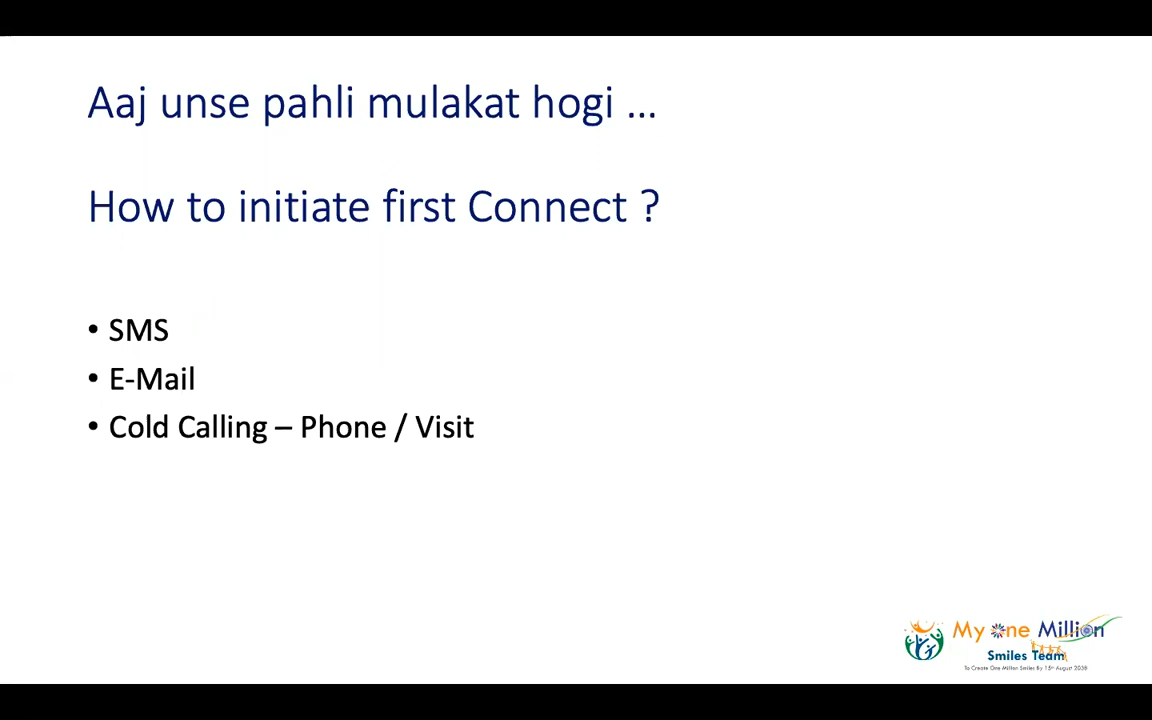 Aaj unse pahli mulakat hogi ...
How to initiate first Connect ?
• SMS
• E-Mail
• Cold Calling – Phone / Visit
My One Million
Smiles Team
To Create One Million Smiles By 15th August 2038